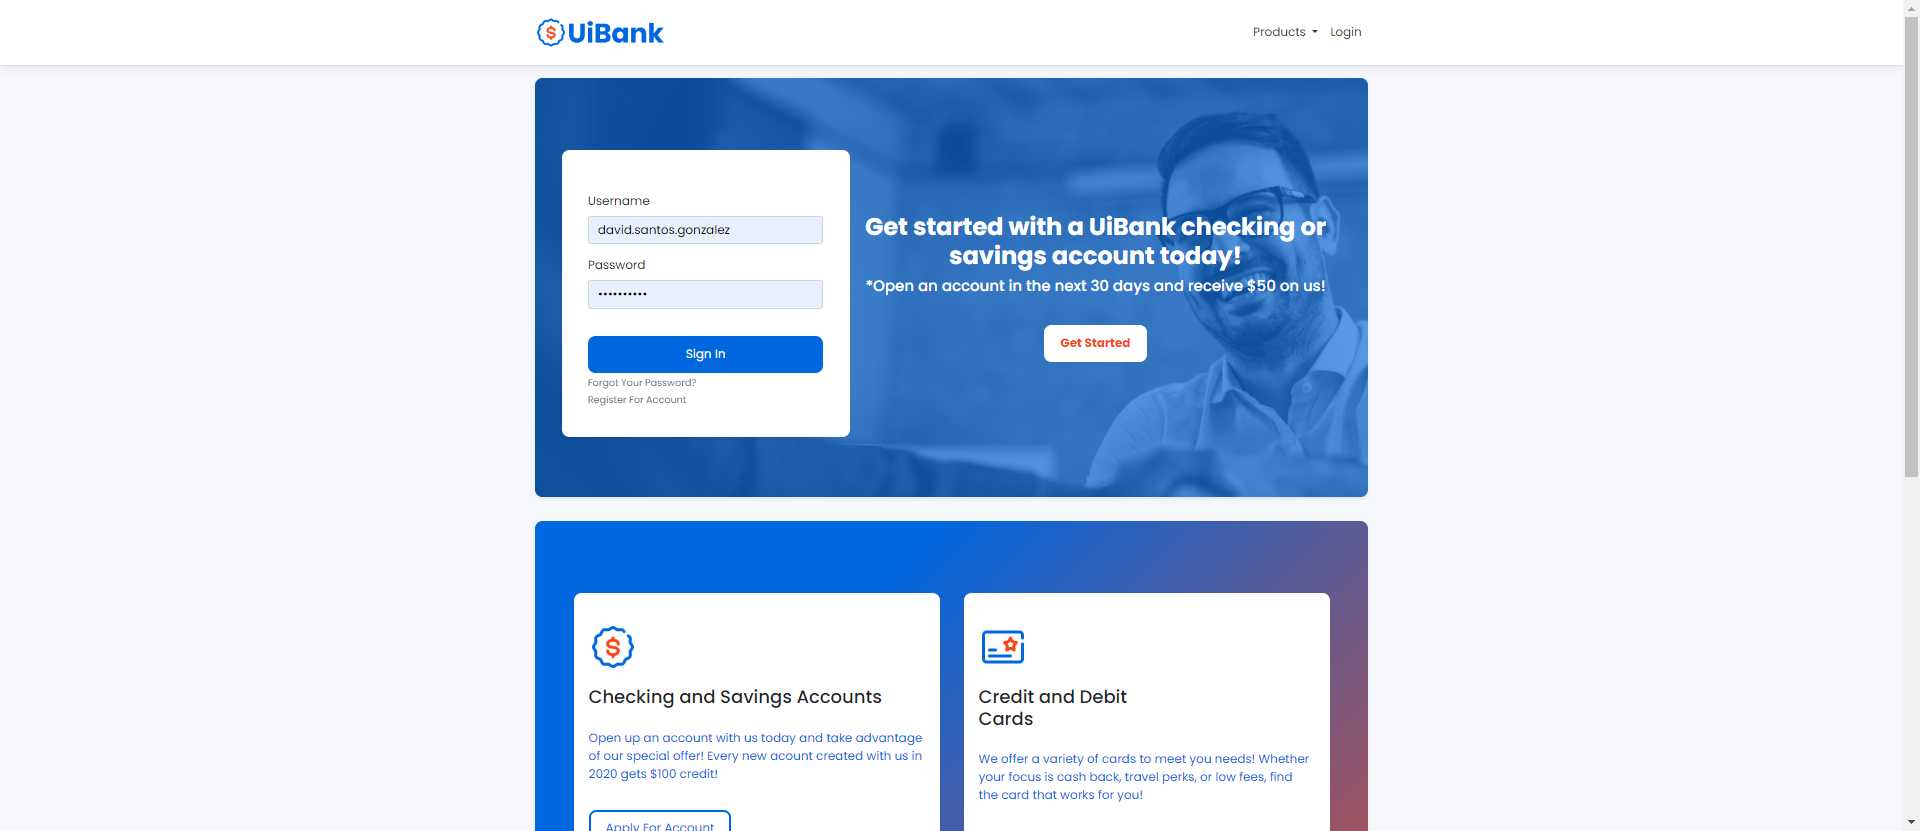 UiBank
Products
Login
Username
david.santos.gonzalez
Password
••••••••••
Sign In
Forgot Your Password?
Register For Account
Get started with a UiBank checking or
savings account today!
*Open an account in the next 30 days and receive $50 on us!
Get Started
Checking and Savings Accounts
Open up an account with us today and take advantage
of our special offer! Every new acount created with us in
2020 gets $100 credit!
Apply For Account
Credit and Debit
Cards
We offer a variety of cards to meet you needs! Whether
your focus is cash back, travel perks, or low fees, find
the card that works for you!